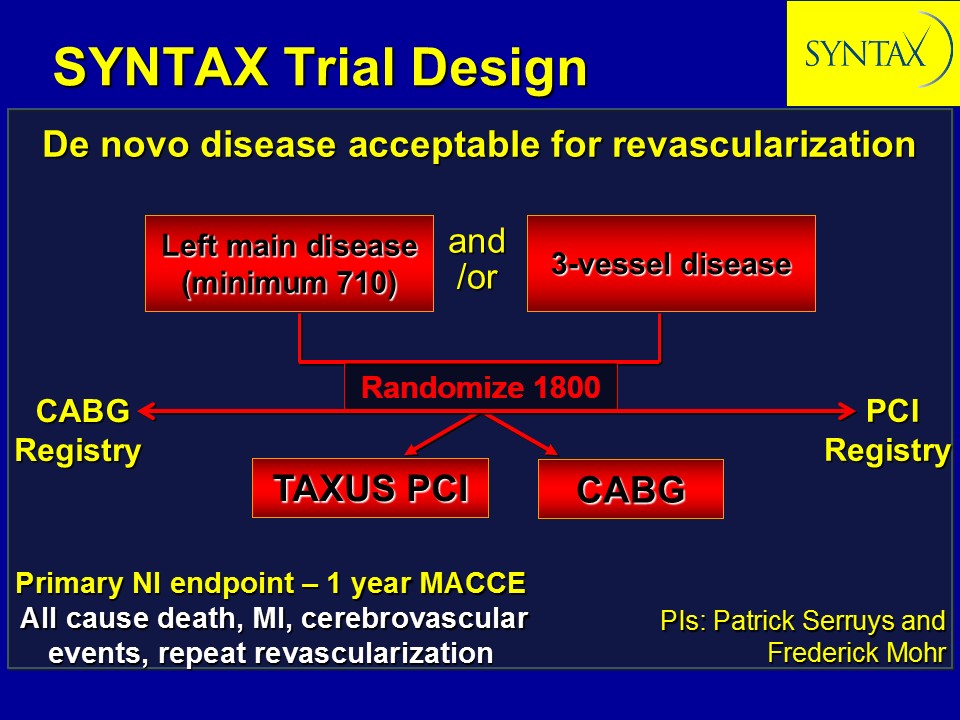 SYNTAX Trial Design
SYNTAX
De novo disease acceptable for revascularization
Left main disease
(minimum 710)
and
/or
3-vessel disease
Randomize 1800
CABG
Registry
PCI
Registry
TAXUS PCI
CABG
Primary NI endpoint – 1 year MACCE
All cause death, MI, cerebrovascular
events, repeat revascularization
PIs: Patrick Serruys and
Frederick Mohr